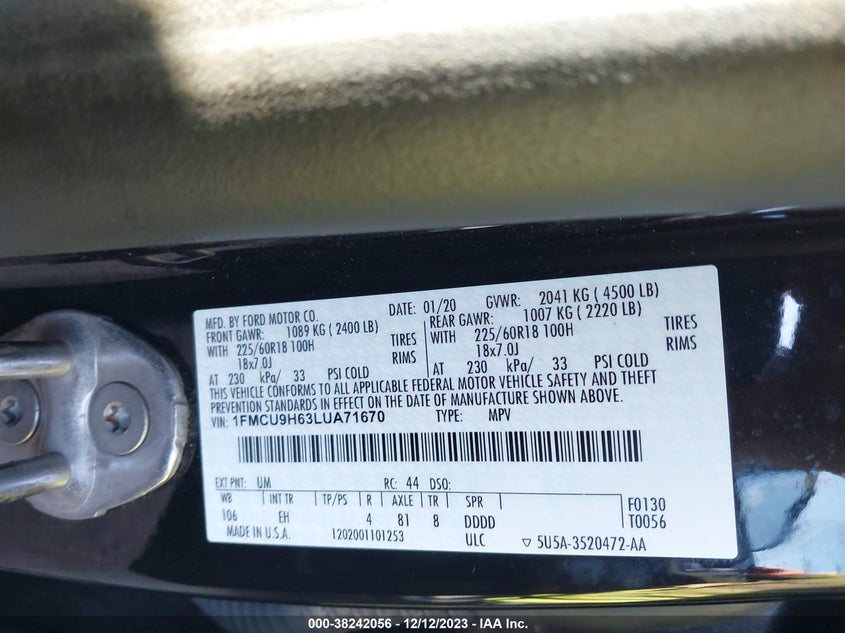 MFD. BY FORD MOTOR CO. DATE: 01/20 GVWR: 2041 KG ( 4500 LB)
FRONT GAWR: 1089 KG ( 2400 LB) REAR GAWR: 1007 KG ( 2220 LB)
WITH 225/60R18 100H TIRES WITH 225/60R18 100H TIRES
18x7.0J RIMS 18x7.0J RIMS
AT 230 kPa/ 33 PSI COLD AT 230 kPa/ 33 PSI COLD
THIS VEHICLE CONFORMS TO ALL APPLICABLE FEDERAL MOTOR VEHICLE SAFETY AND THEFT
PREVENTION STANDARDS IN EFFECT ON THE DATE OF MANUFACTURE SHOWN ABOVE.
VIN: 1FMCU9H63LUA71670 TYPE: MPV
EXT PNT: UM RC: 44 DSO:
WB INT TR TP/PS R AXLE TR SPR F0130
106 EH 4 81 8 DDDD T0056
MADE IN U.S.A. 1202001101253 ULC ▽ 5U5A-3520472-AA
000-38242056 - 12/12/2023 - IAA Inc.